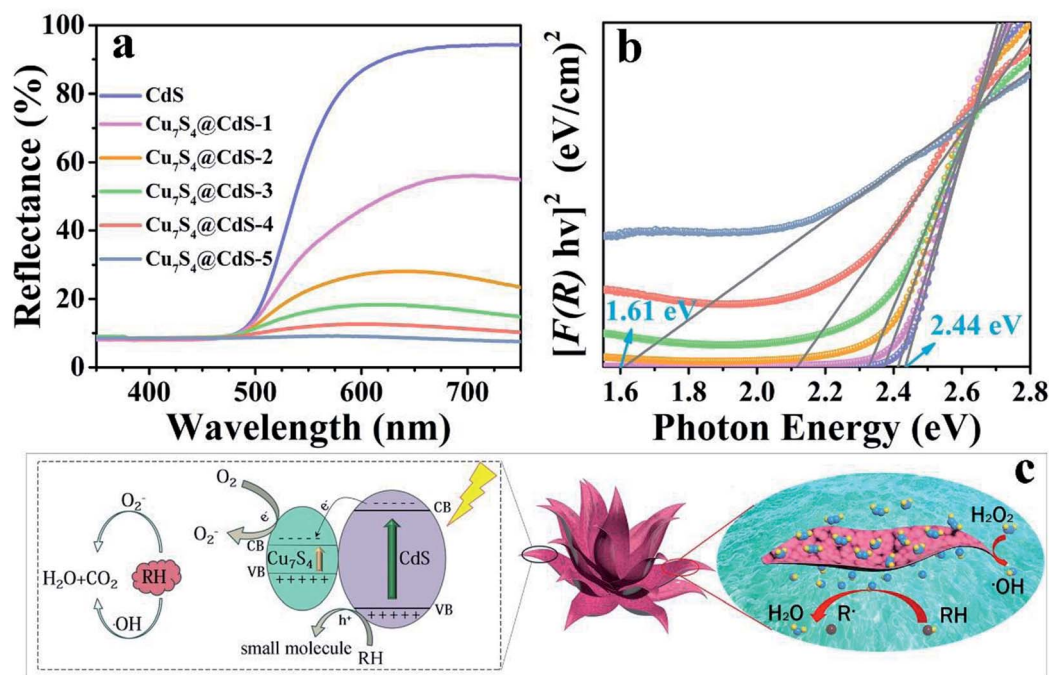 a
100
80
60
40
20
0
Reflectance (%)
CdS
Cu₇S₄@CdS-1
Cu₇S₄@CdS-2
Cu₇S₄@CdS-3
Cu₇S₄@CdS-4
Cu₇S₄@CdS-5
400 500 600 700
Wavelength (nm)
b
[F(R) hv]² (eV/cm)²
1.61 eV
2.44 eV
1.6 1.8 2.0 2.2 2.4 2.6 2.8
Photon Energy (eV)
c
O₂⁻
H₂O+CO₂
RH
·OH
O₂
O₂⁻
e⁻
e⁻
- - - - -
CB
CB
- - - -
Cu₇S₄
CdS
VB
+ + + + +
VB
+ + + +
h⁺
small molecule
RH
H₂O₂
·OH
H₂O
R·
RH